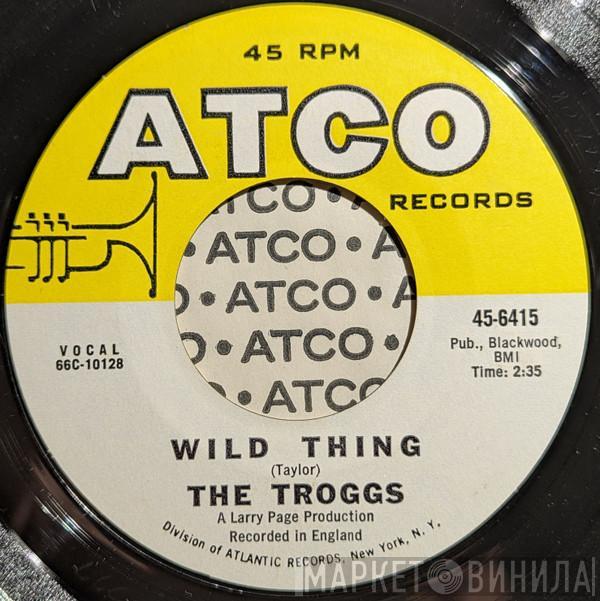 45 RPM
ATCO
RECORDS
ATCO • A
• ATCO • A
• ATCO • A
• ATCO •
• ATCO
VOCAL
66C-10128
45-6415
Pub., Blackwood,
BMI
Time: 2:35
WILD THING
(Taylor)
THE TROGGS
A Larry Page Production
Recorded in England
Division of ATLANTIC RECORDS, New York, N. Y.
МАРКЕТ ВИНИЛА